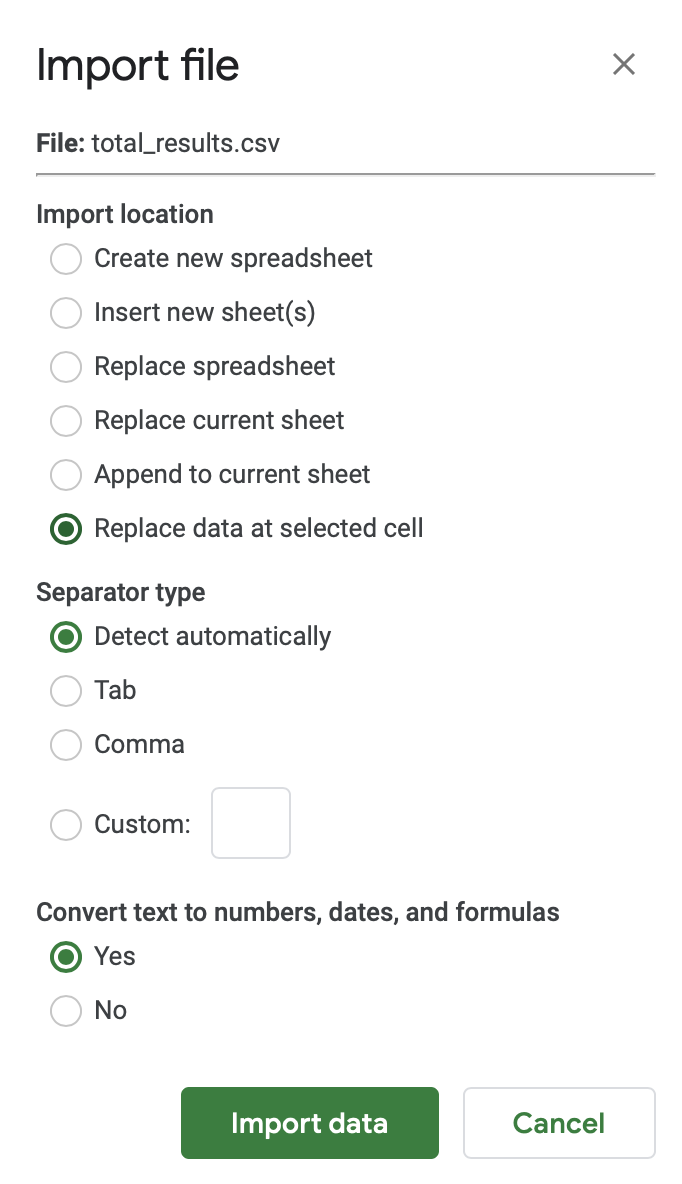 Import file
File: total_results.csv
Import location
Create new spreadsheet
Insert new sheet(s)
Replace spreadsheet
Replace current sheet
Append to current sheet
Replace data at selected cell
Separator type
Detect automatically
Tab
Comma
Custom:
Convert text to numbers, dates, and formulas
Yes
No
Import data Cancel